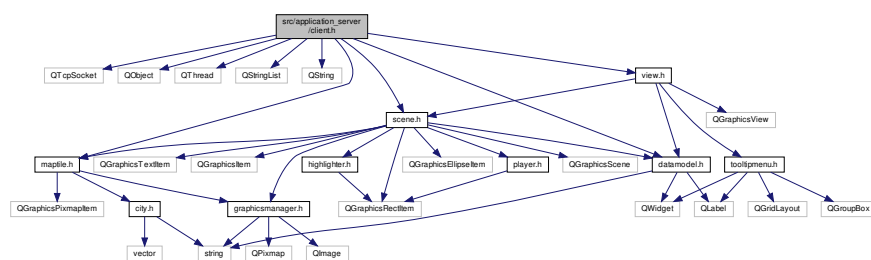 src/application_server
/client.h
QTcpSocket
QObject
QThread
QStringList
QString
view.h
QGraphicsView
scene.h
maptile.h
QGraphicsTextItem
QGraphicsItem
highlighter.h
QGraphicsEllipseItem
player.h
QGraphicsScene
datamodel.h
tooltipmenu.h
QGraphicsPixmapItem
city.h
graphicsmanager.h
QGraphicsRectItem
QWidget
QLabel
QGridLayout
QGroupBox
vector
string
QPixmap
QImage